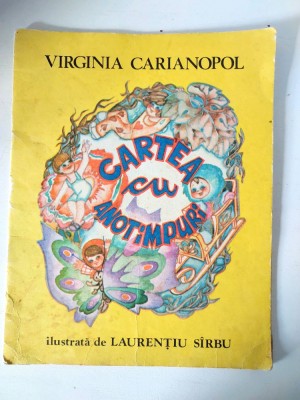 VIRGINIA CARIANOPOL
CARTEA
cu
ANOTIMPURI
ilustrată de LAURENȚIU SÎRBU